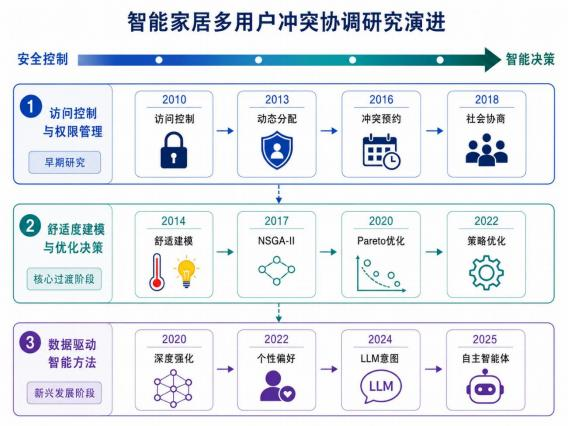 智能家居多用户冲突协调研究演进
安全控制
智能决策
1
访问控制
与权限管理
早期研究
2010
访问控制
2013
动态分配
2016
冲突预约
2018
社会协商
2
舒适度建模
与优化决策
核心过渡阶段
2014
舒适建模
2017
NSGA-II
2020
Pareto优化
2022
策略优化
3
数据驱动
智能方法
新兴发展阶段
2020
深度强化
2022
个性偏好
2024
LLM意图
LLM
2025
自主智能体